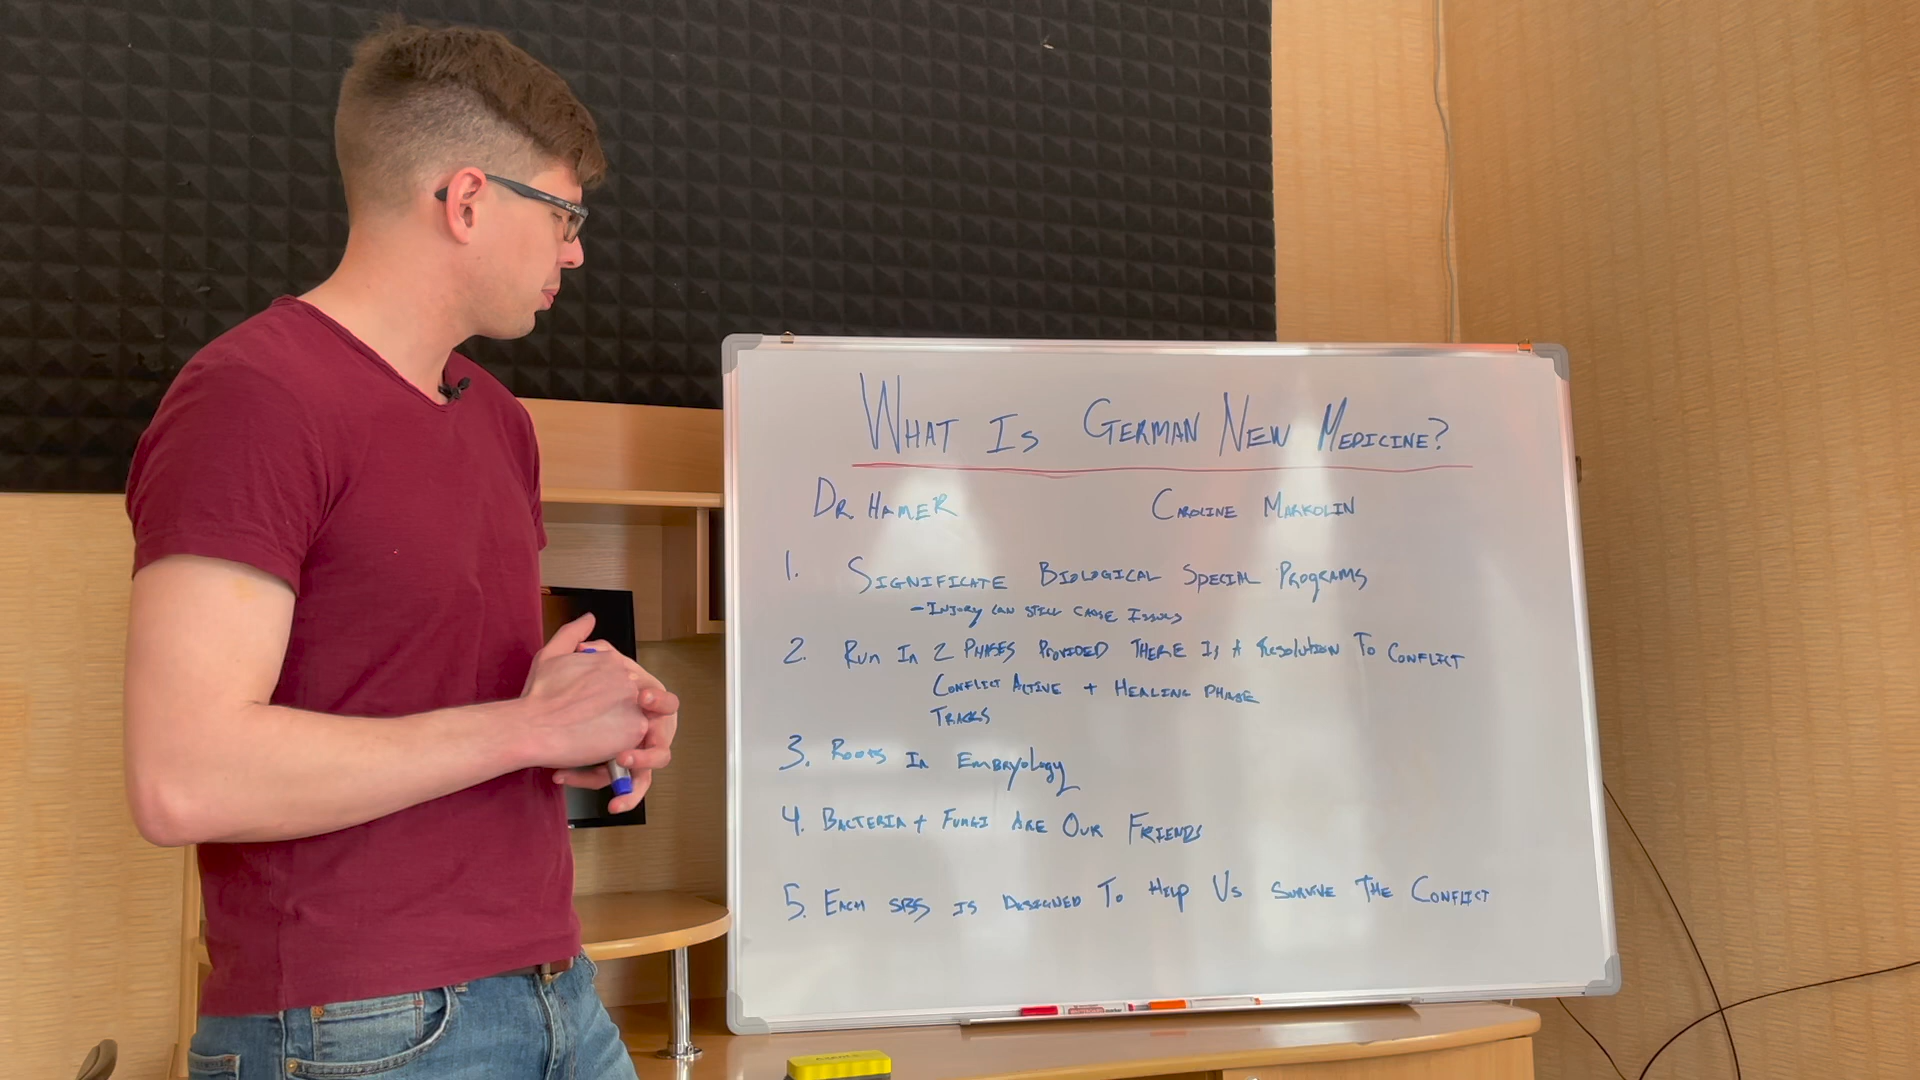 What Is German New Medicine?
Dr. Hamer
Caroline Markolin
1. Significate Biological Special Programs
- Injury can still cause Issues
2. Run In 2 Phases Provided There Is A Resolution To Conflict
Conflict Active + Healing Phase
Tracks
3. Roots In Embryology
4. Bacteria + Fungi Are Our Friends
5. Each SBS is Designed To Help Us Survive The Conflict